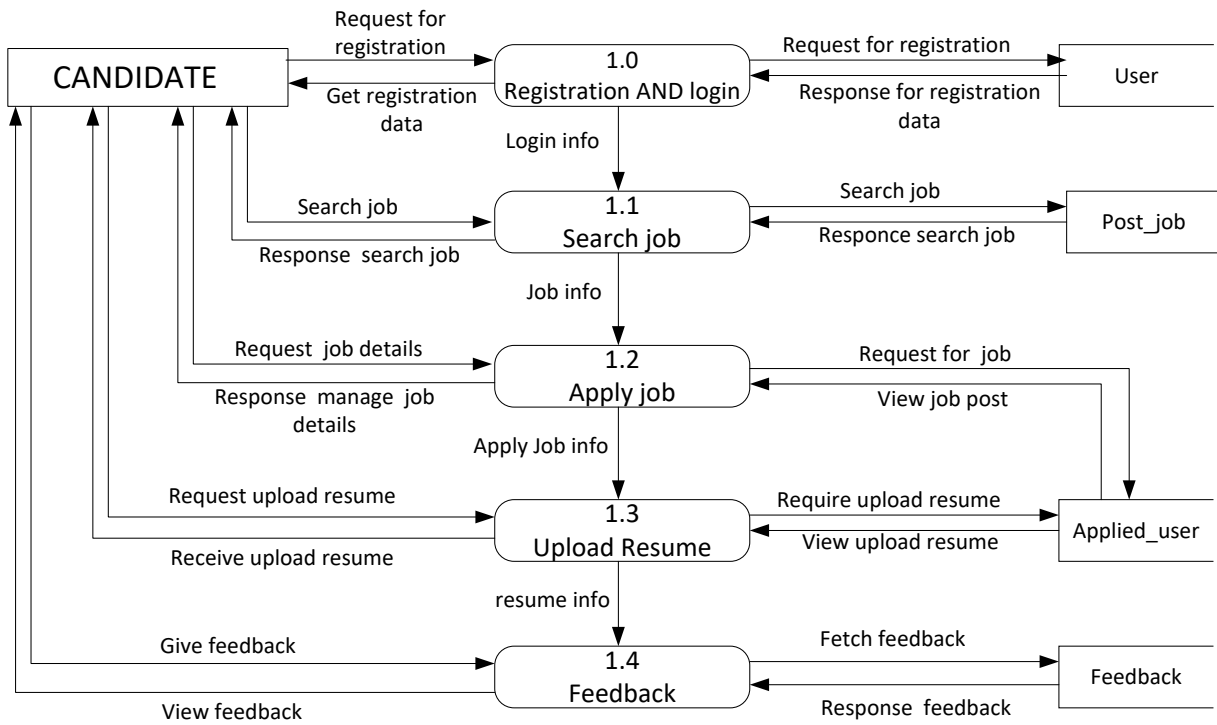 Request for
registration
CANDIDATE
Get registration
data
1.0
Registration AND login
Request for registration
Response for registration
data
User
Login info
Search job
Response  search job
1.1
Search job
Search job
Responce search job
Post_job
Job info
Request  job details
Response  manage  job
details
1.2
Apply job
Request for  job
View job post
Apply Job info
Request upload resume
Receive upload resume
1.3
Upload Resume
Require upload resume
View upload resume
Applied_user
resume info
Give feedback
View feedback
1.4
Feedback
Fetch feedback
Response  feedback
Feedback